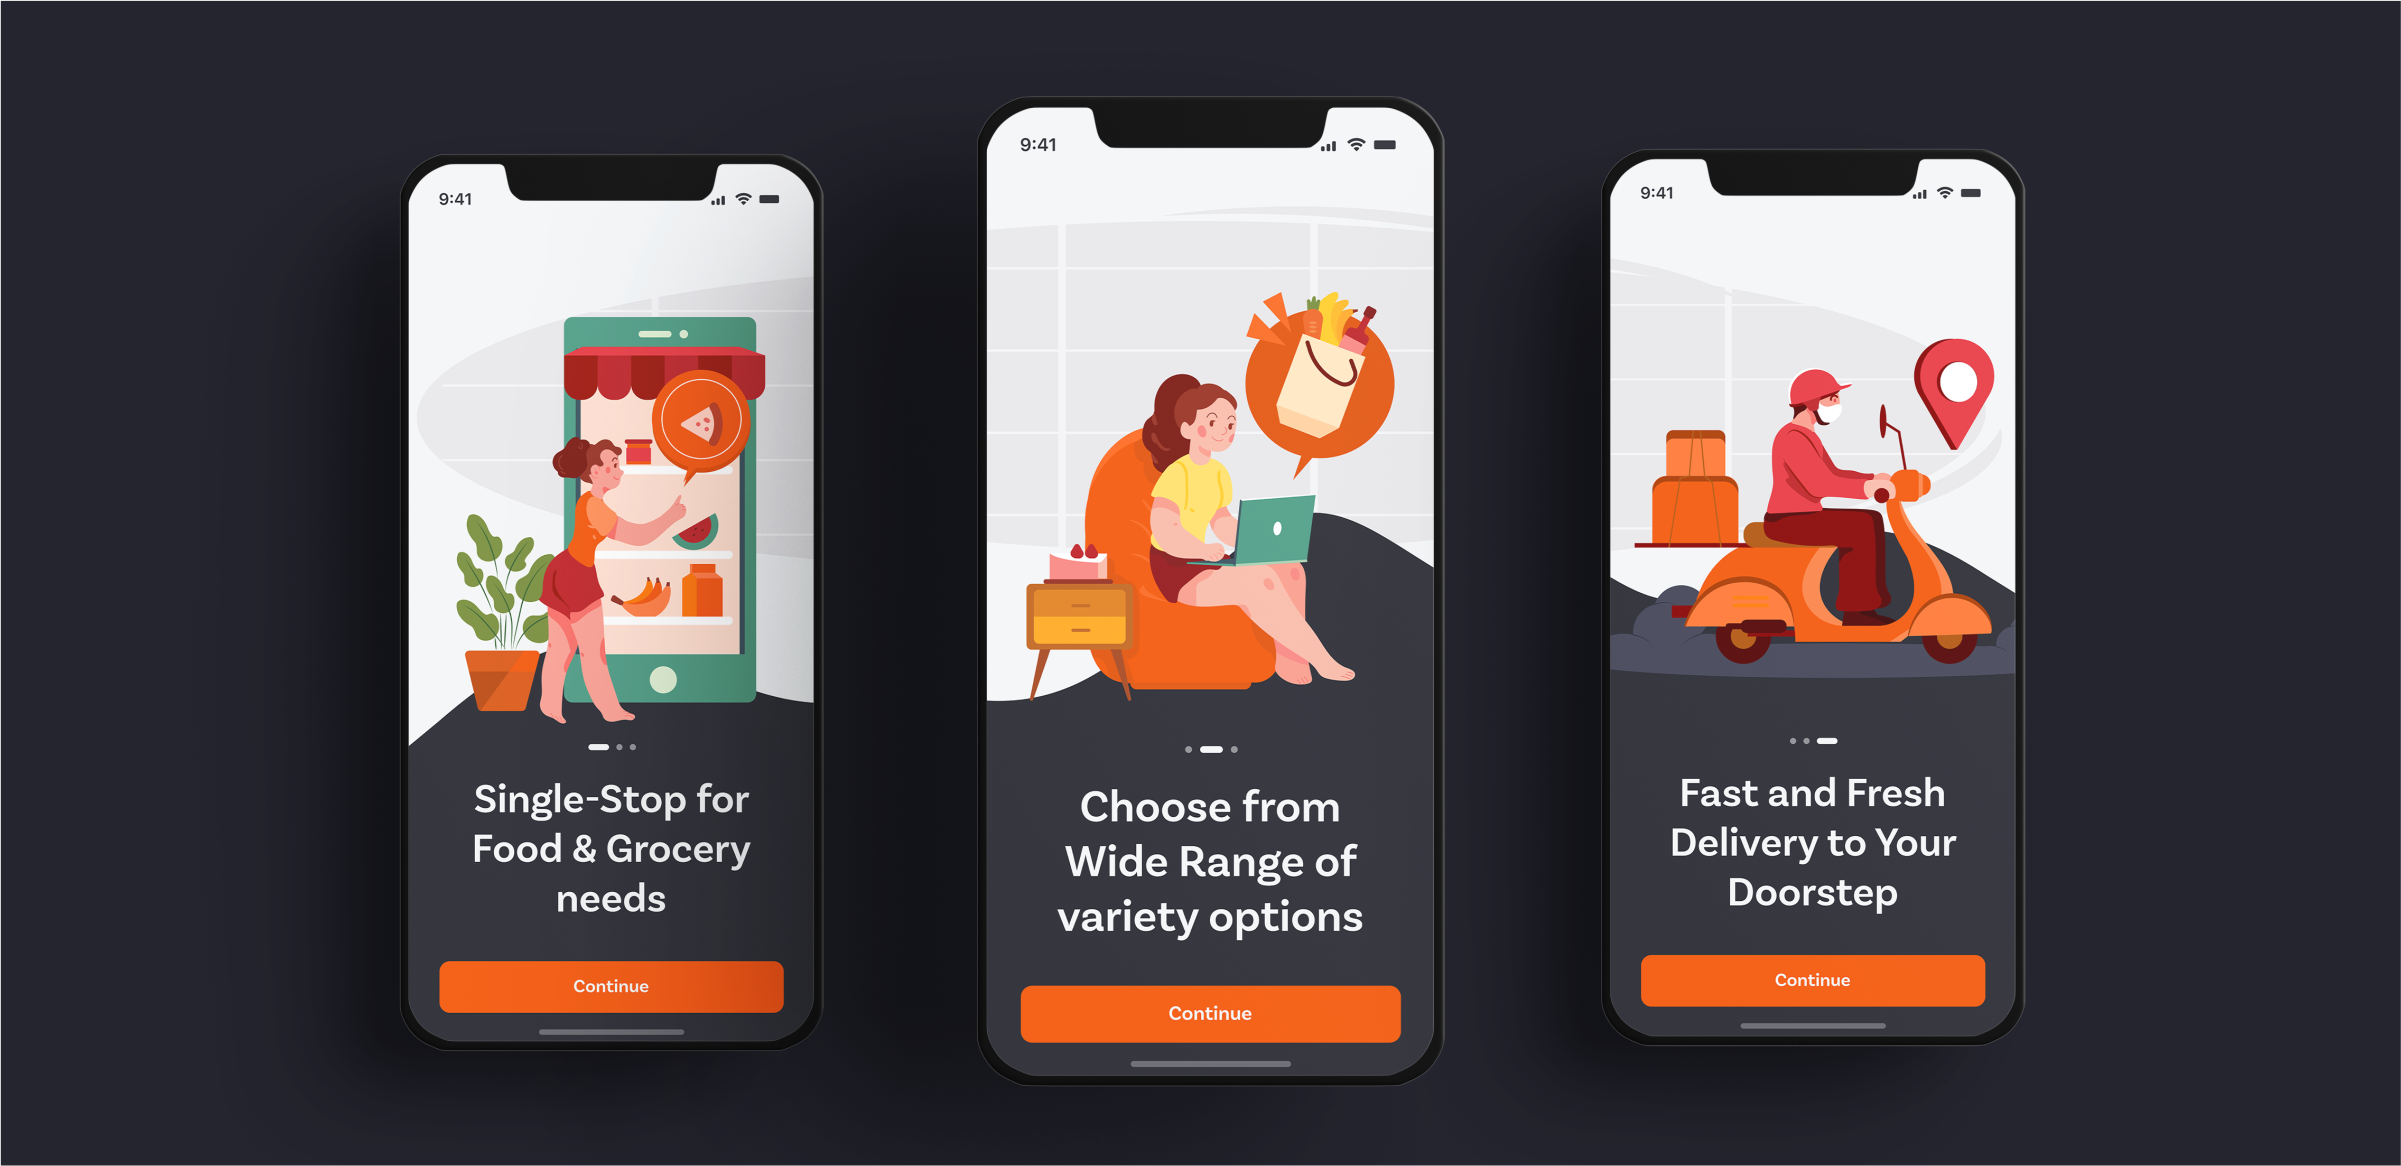 9:41
Single-Stop for
Food & Grocery
needs
Continue
9:41
Choose from
Wide Range of
variety options
Continue
9:41
Fast and Fresh
Delivery to Your
Doorstep
Continue